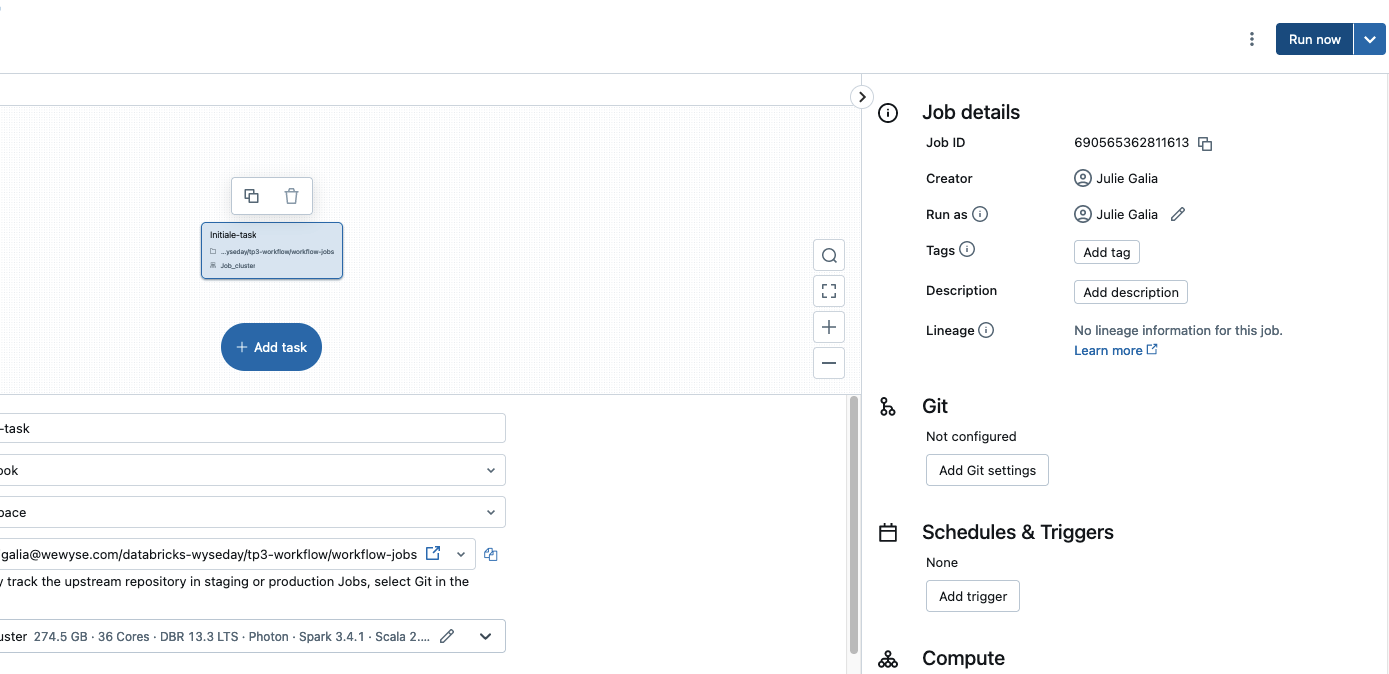 Run now
Initiale-task
...yseday/tp3-workflow/workflow-jobs
Job_cluster
+ Add task
-task
ook
pace
galia@wewyse.com/databricks-wyseday/tp3-workflow/workflow-jobs
y track the upstream repository in staging or production Jobs, select Git in the
uster 274.5 GB · 36 Cores · DBR 13.3 LTS · Photon · Spark 3.4.1 · Scala 2....
Job details
Job ID 690565362811613
Creator Julie Galia
Run as Julie Galia
Tags Add tag
Description Add description
Lineage No lineage information for this job.
Learn more
Git
Not configured
Add Git settings
Schedules & Triggers
None
Add trigger
Compute